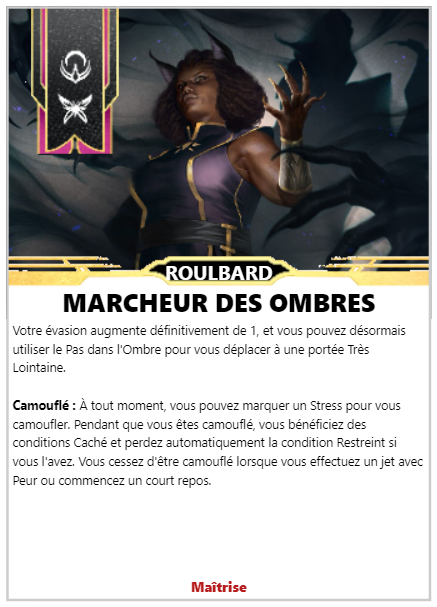 ROULBARD
MARCHEUR DES OMBRES
Votre évasion augmente définitivement de 1, et vous pouvez désormais
utiliser le Pas dans l'Ombre pour vous déplacer à une portée Très
Lointaine.
Camouflé : À tout moment, vous pouvez marquer un Stress pour vous
camoufler. Pendant que vous êtes camouflé, vous bénéficiez des
conditions Caché et perdez automatiquement la condition Restreint si
vous l'avez. Vous cessez d'être camouflé lorsque vous effectuez un jet avec
Peur ou commencez un court repos.
Maîtrise